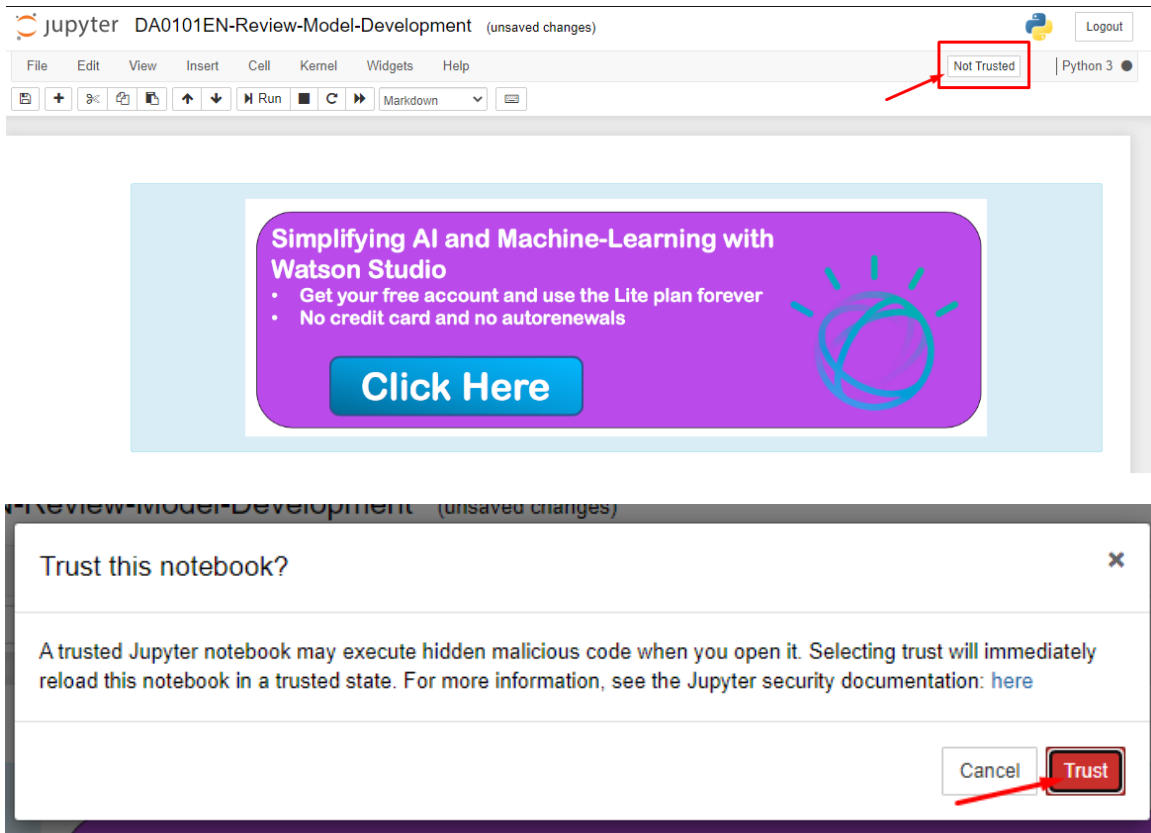 jupyter DA0101EN-Review-Model-Development (unsaved changes) Logout
File Edit View Insert Cell Kernel Widgets Help Not Trusted Python 3
Run Markdown
Simplifying AI and Machine-Learning with
Watson Studio
• Get your free account and use the Lite plan forever
• No credit card and no autorenewals
Click Here
-Review-Model-Development (unsaved changes)
Trust this notebook?
A trusted Jupyter notebook may execute hidden malicious code when you open it. Selecting trust will immediately
reload this notebook in a trusted state. For more information, see the Jupyter security documentation: here
Cancel Trust